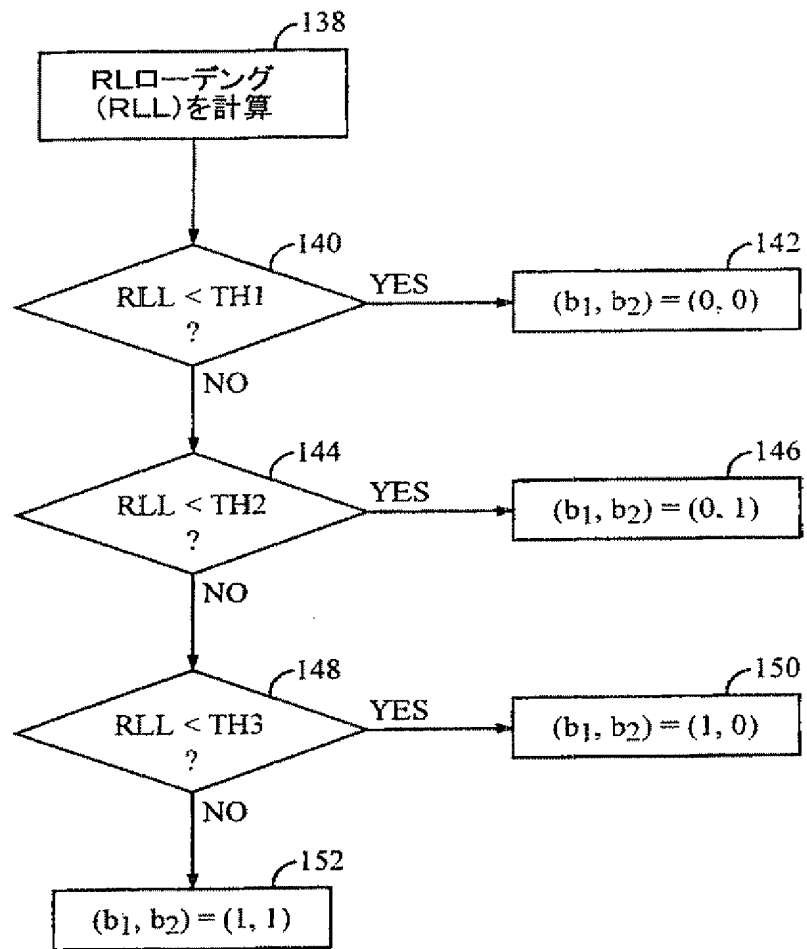 138
RLローデング
(RLL)を計算
140
RLL < TH1
?
YES
142
(b₁, b₂) = (0, 0)
NO
144
RLL < TH2
?
YES
146
(b₁, b₂) = (0, 1)
NO
148
RLL < TH3
?
YES
150
(b₁, b₂) = (1, 0)
NO
152
(b₁, b₂) = (1, 1)